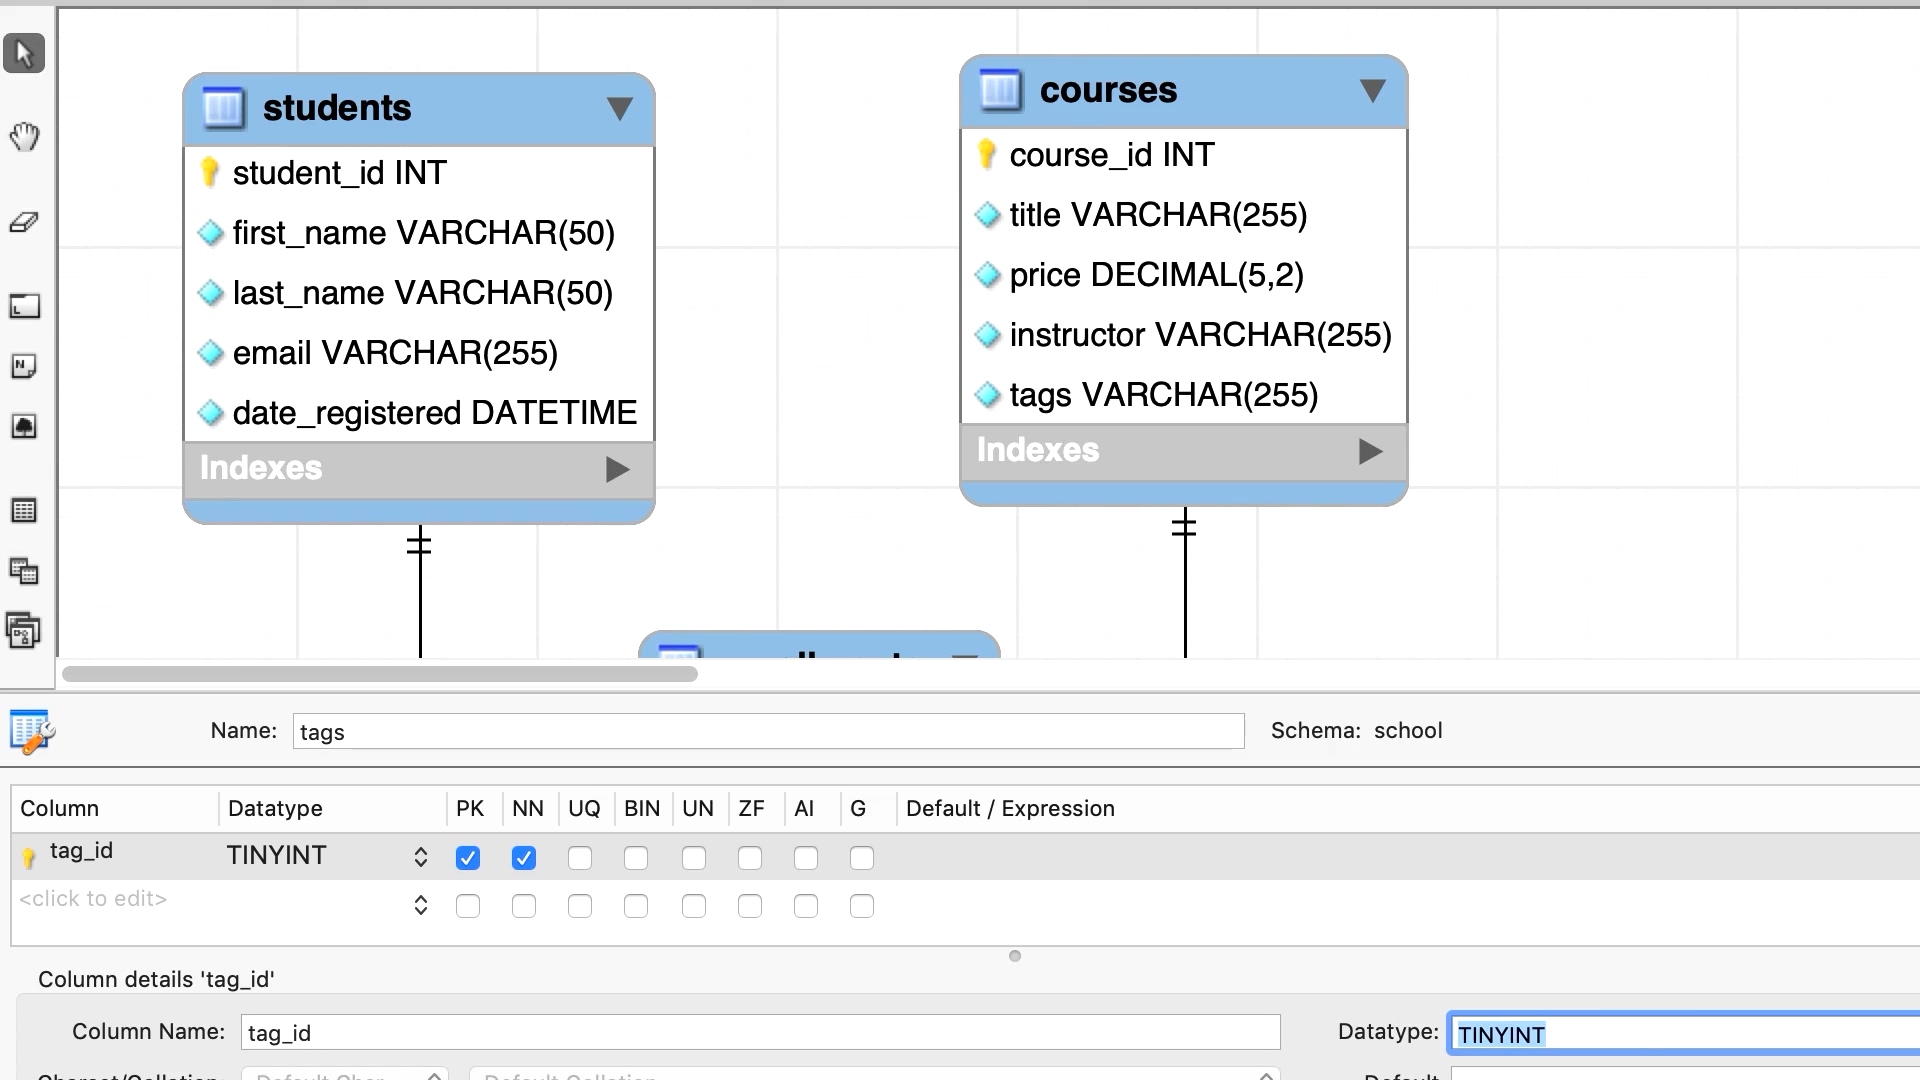 students
student_id INT
first_name VARCHAR(50)
last_name VARCHAR(50)
email VARCHAR(255)
date_registered DATETIME
Indexes
courses
course_id INT
title VARCHAR(255)
price DECIMAL(5,2)
instructor VARCHAR(255)
tags VARCHAR(255)
Indexes
Name: tags Schema: school
Column Datatype PK NN UQ BIN UN ZF AI G Default / Expression
tag_id TINYINT
<click to edit>
Column details 'tag_id'
Column Name: tag_id Datatype: TINYINT